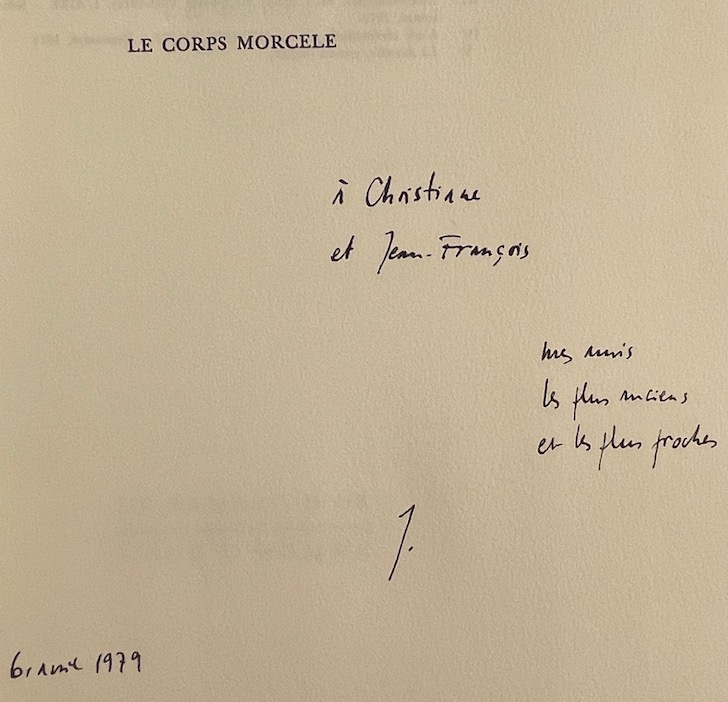 LE CORPS MORCELE
à Christiane
et Jean-François
mes amis
les plus anciens
et les plus proches
J.
6, avril 1979